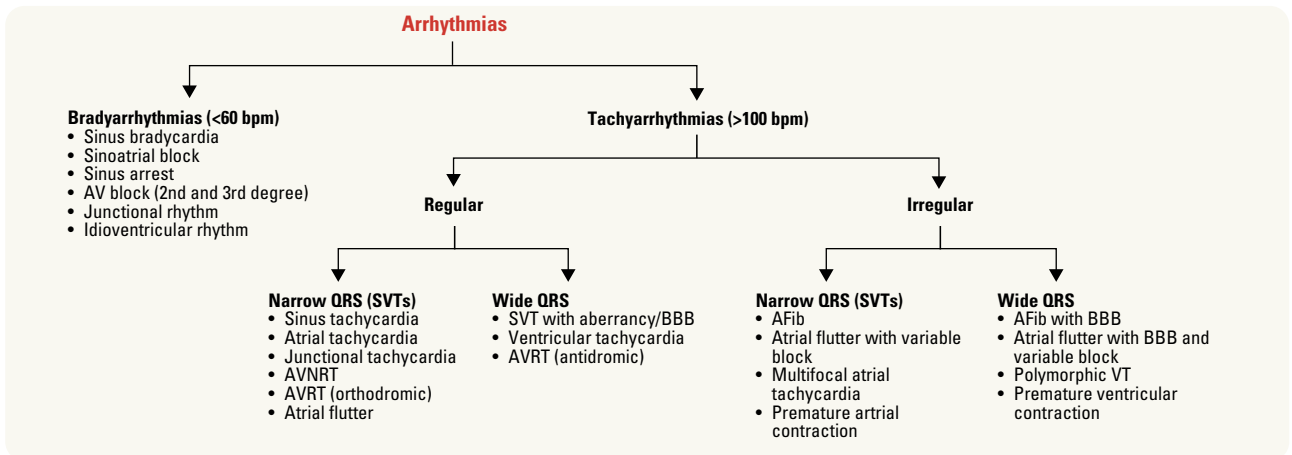 Arrhythmias
Bradyarrhythmias (<60 bpm)
• Sinus bradycardia
• Sinoatrial block
• Sinus arrest
• AV block (2nd and 3rd degree)
• Junctional rhythm
• Idioventricular rhythm
Tachyarrhythmias (>100 bpm)
Regular
Narrow QRS (SVTs)
• Sinus tachycardia
• Atrial tachycardia
• Junctional tachycardia
• AVNRT
• AVRT (orthodromic)
• Atrial flutter
Wide QRS
• SVT with aberrancy/BBB
• Ventricular tachycardia
• AVRT (antidromic)
Irregular
Narrow QRS (SVTs)
• AFib
• Atrial flutter with variable
block
• Multifocal atrial
tachycardia
• Premature artrial
contraction
Wide QRS
• AFib with BBB
• Atrial flutter with BBB and
variable block
• Polymorphic VT
• Premature ventricular
contraction